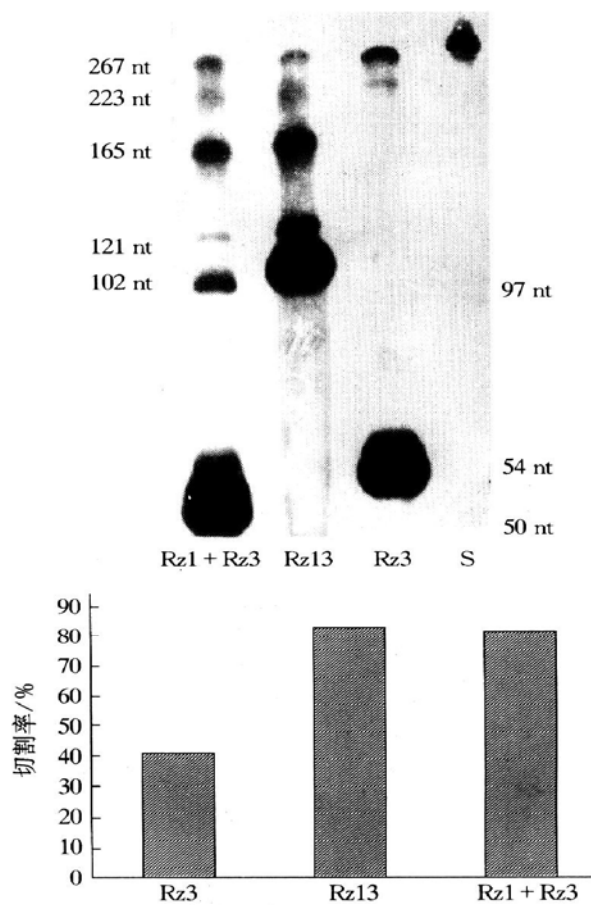 267 nt
223 nt
165 nt
121 nt
102 nt
97 nt
54 nt
50 nt
Rz1 + Rz3 Rz13 Rz3 S
切割率/%
90
80
70
60
50
40
30
20
10
0
Rz3 Rz13 Rz1 + Rz3